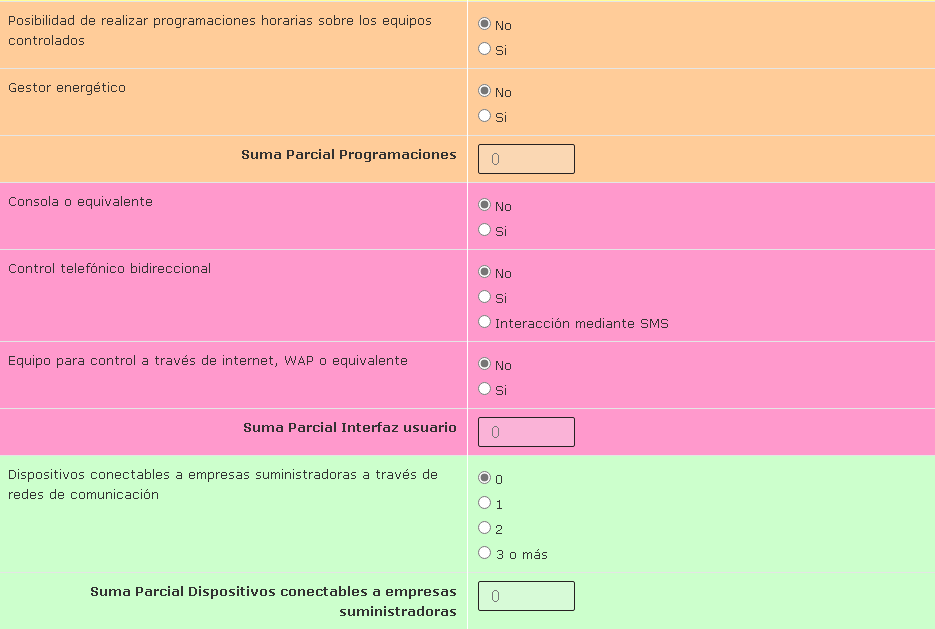 Posibilidad de realizar programaciones horarias sobre los equipos
controlados
No
Si
Gestor energético
No
Si
Suma Parcial Programaciones
0
Consola o equivalente
No
Si
Control telefónico bidireccional
No
Si
Interacción mediante SMS
Equipo para control a través de internet, WAP o equivalente
No
Si
Suma Parcial Interfaz usuario
0
Dispositivos conectables a empresas suministradoras a través de
redes de comunicación
0
1
2
3 o más
Suma Parcial Dispositivos conectables a empresas
suministradoras
0